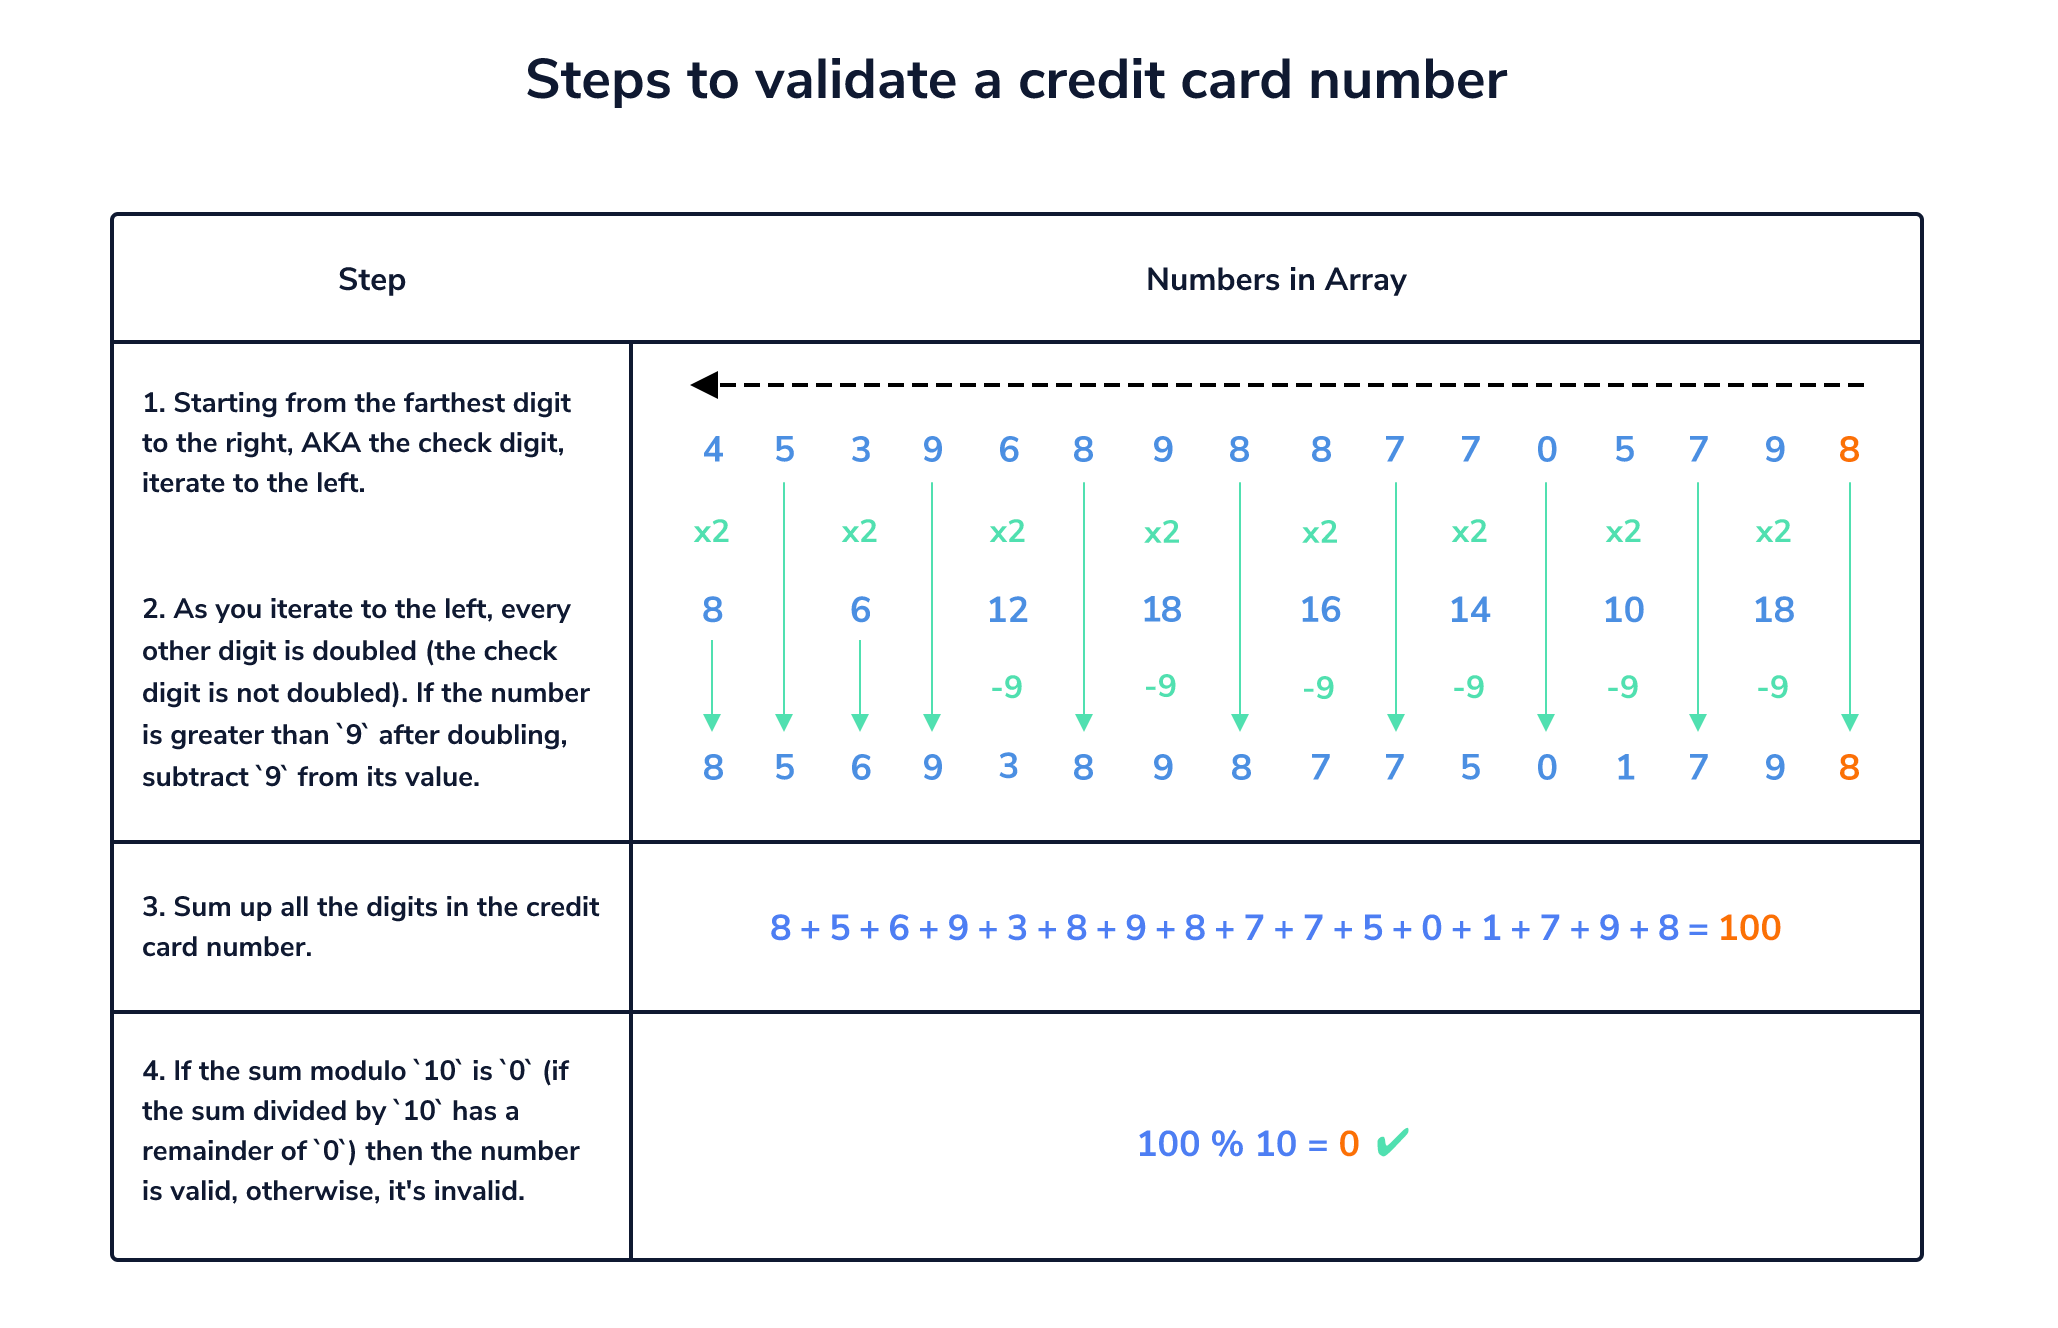 Steps to validate a credit card number
Step
Numbers in Array
1. Starting from the farthest digit
to the right, AKA the check digit,
iterate to the left.
2. As you iterate to the left, every
other digit is doubled (the check
digit is not doubled). If the number
is greater than `9` after doubling,
subtract `9` from its value.
4 5 3 9 6 8 9 8 8 7 7 0 5 7 9 8
x2 x2 x2 x2 x2 x2 x2 x2
8 6 12 18 16 14 10 18
-9 -9 -9 -9 -9 -9
8 5 6 9 3 8 9 8 7 7 5 0 1 7 9 8
3. Sum up all the digits in the credit
card number.
8 + 5 + 6 + 9 + 3 + 8 + 9 + 8 + 7 + 7 + 5 + 0 + 1 + 7 + 9 + 8 = 100
4. If the sum modulo `10` is `0` (if
the sum divided by `10` has a
remainder of `0`) then the number
is valid, otherwise, it's invalid.
100 % 10 = 0 ✔